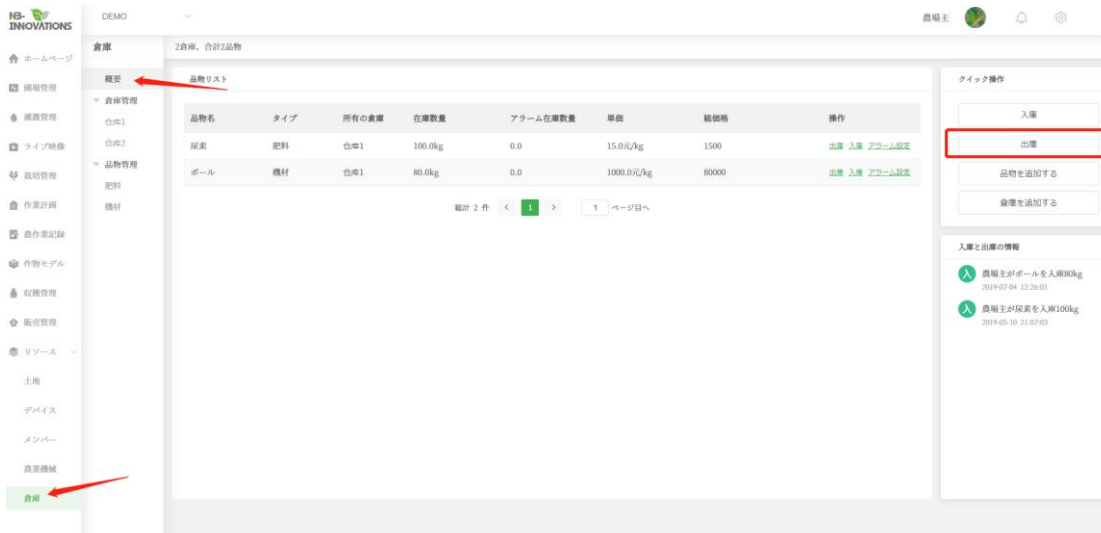 NB-
INNOVATIONS
DEMO
農場主
ホームページ
圃場管理
灌漑管理
ライブ映像
栽培管理
作業計画
農作業記録
作物モデル
収穫管理
販売管理
リソース
土地
デバイス
メンバー
農業機械
倉庫
倉庫
概要
倉庫管理
仓库1
仓库2
品物管理
肥料
機材
2倉庫、合計2品物
品物リスト
品物名 タイプ 所有の倉庫 在庫数量 アラーム在庫数量 単価 総価格 操作
尿素 肥料 仓库1 100.0kg 0.0 15.0元/kg 1500 出庫 入庫 アラーム設定
ポール 機材 仓库1 80.0kg 0.0 1000.0元/kg 80000 出庫 入庫 アラーム設定
総計 2 件 < 1 > 1 ページ目へ
クイック操作
入庫
出庫
品物を追加する
倉庫を追加する
入庫と出庫の情報
入 農場主がポールを入庫80kg
2019-07-04 12:26:01
入 農場主が尿素を入庫100kg
2019-05-10 21:07:03